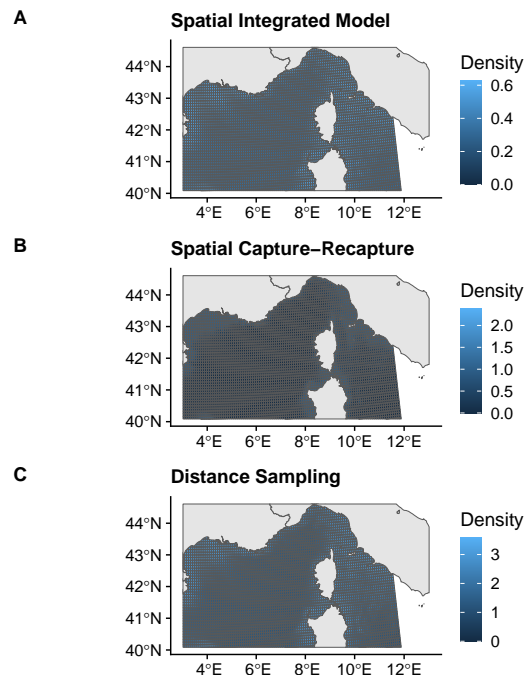 A
Spatial Integrated Model
44°N
43°N
42°N
41°N
40°N
4°E 6°E 8°E 10°E 12°E
Density
0.6
0.4
0.2
0.0
B
Spatial Capture−Recapture
44°N
43°N
42°N
41°N
40°N
4°E 6°E 8°E 10°E 12°E
Density
2.0
1.5
1.0
0.5
0.0
C
Distance Sampling
44°N
43°N
42°N
41°N
40°N
4°E 6°E 8°E 10°E 12°E
Density
3
2
1
0